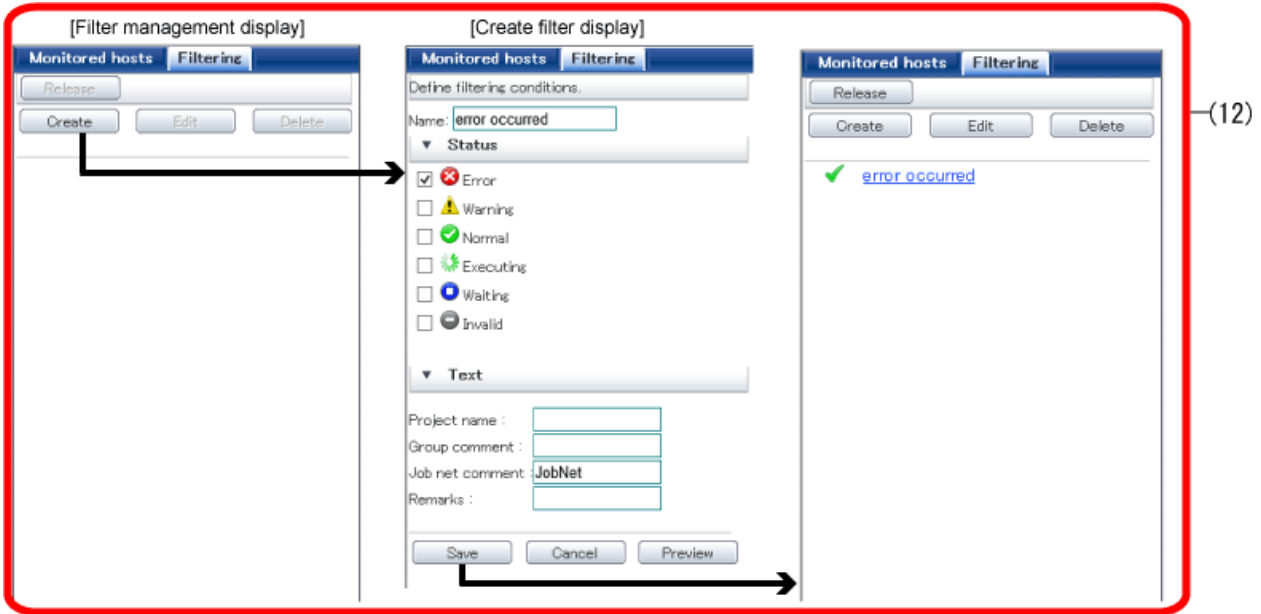 [Filter management display]
Monitored hosts Filtering
Release
Create Edit Delete
[Create filter display]
Monitored hosts Filtering
Define filtering conditions.
Name: error occurred
Status
Error
Warning
Normal
Executing
Waiting
Invalid
Text
Project name :
Group comment :
Job net comment :JobNet
Remarks :
Save Cancel Preview
Monitored hosts Filtering
Release
Create Edit Delete
error occurred
(12)